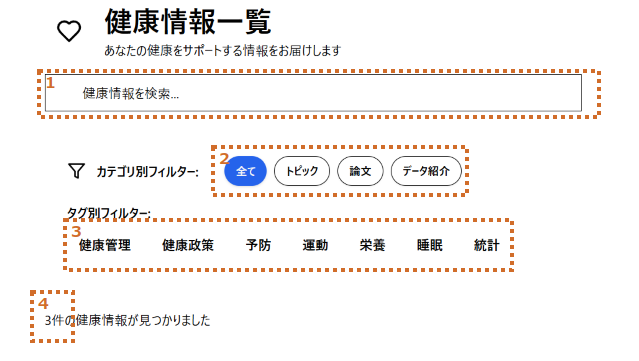 健康情報一覧
あなたの健康をサポートする情報をお届けします
1
健康情報を検索...
2
カテゴリ別フィルター: 全て トピック 論文 データ紹介
タグ別フィルター:
3
健康管理 健康政策 予防 運動 栄養 睡眠 統計
4
3件の健康情報が見つかりました